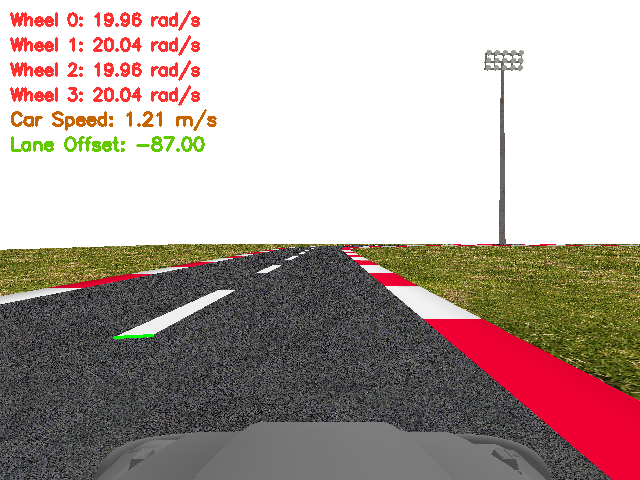 Wheel 0: 19.96 rad/s
Wheel 1: 20.04 rad/s
Wheel 2: 19.96 rad/s
Wheel 3: 20.04 rad/s
Car Speed: 1.21 m/s
Lane Offset: -87.00